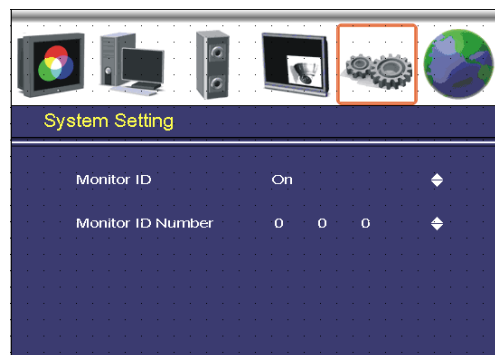 System Setting
Monitor ID On
Monitor ID Number 0 0 0